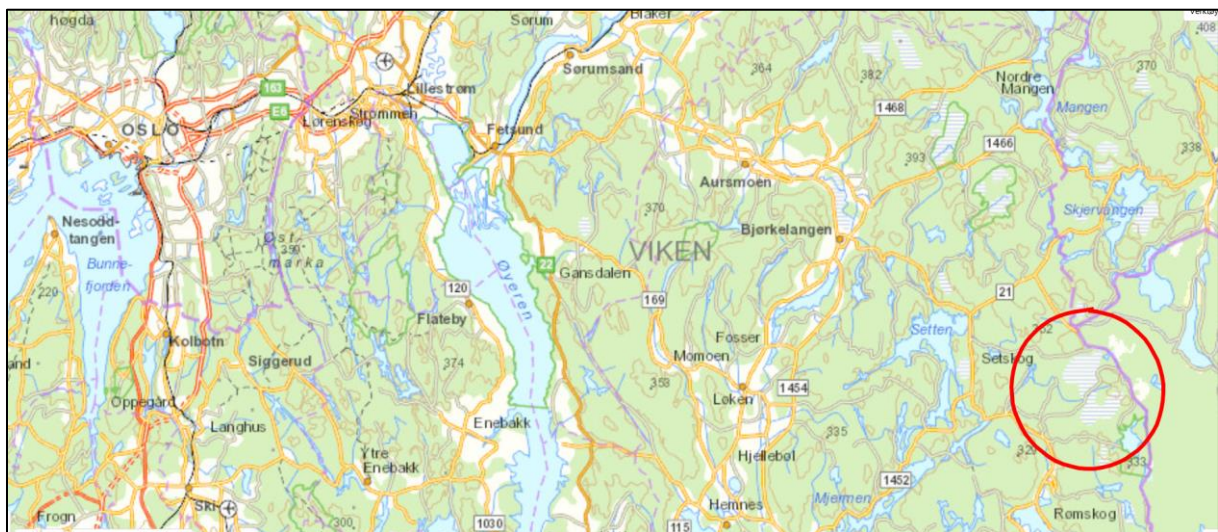 høgda
163
E6
Lillestrøm
Strømmen
Lørenskog
OSLO
Nesodd-
tangen
Bunne-
fjorden
220
Øst-
marka
359
Kolbotn
Siggerud
Oppegård
Langhus
Ski
Frogn
Ytre
Enebakk
300
Sørum
Blaker
Sørumsand
Fetsund
Øyeren
120
Flateby
374
Enebakk
22
Gansdalen
1030
364
382
1468
Aursmoen
393
370
VIKEN
Bjørkelangen
169
Fosser
Momoen
353
Løken
1454
335
Hjellebøl
Hemnes
115
Mjermen
1452
408
370
Nordre
Mangen
Mangen
1466
338
Skjervangen
21
Setten
Setskog
333
Rømskog